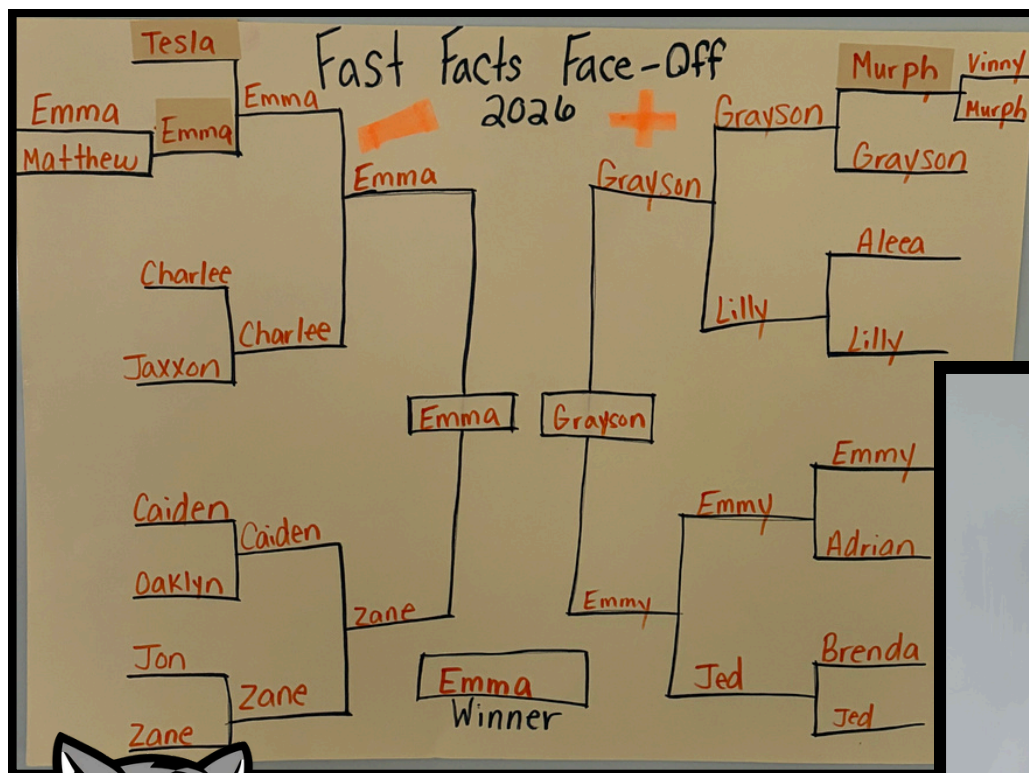 Fast Facts Face-Off
2026
Tesla
Emma
Matthew
Emma
Emma
Charlee
Jaxxon
Charlee
Emma
Caiden
Oaklyn
Caiden
Jon
Zane
Zane
Zane
Emma
Vinny
Murph
Murph
Grayson
Grayson
Aleea
Lilly
Lilly
Grayson
Emmy
Adrian
Emmy
Brenda
Jed
Jed
Emmy
Grayson
Emma
Winner